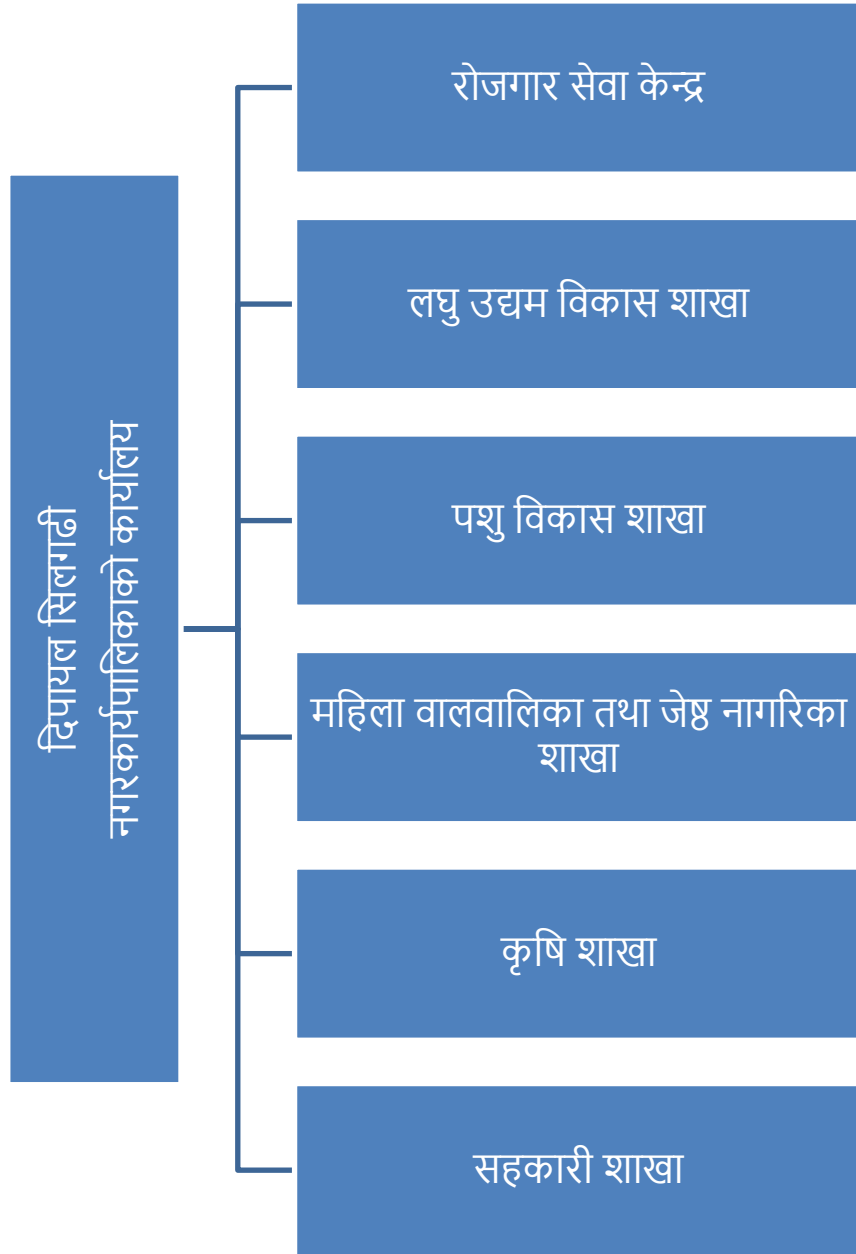 दिपायल सिलगढी
नगरकार्यपालिकाको कार्यालय
रोजगार सेवा केन्द्र
लघु उद्यम विकास शाखा
पशु विकास शाखा
महिला वालवालिका तथा जेष्ठ नागरिका
शाखा
कृषि शाखा
सहकारी शाखा